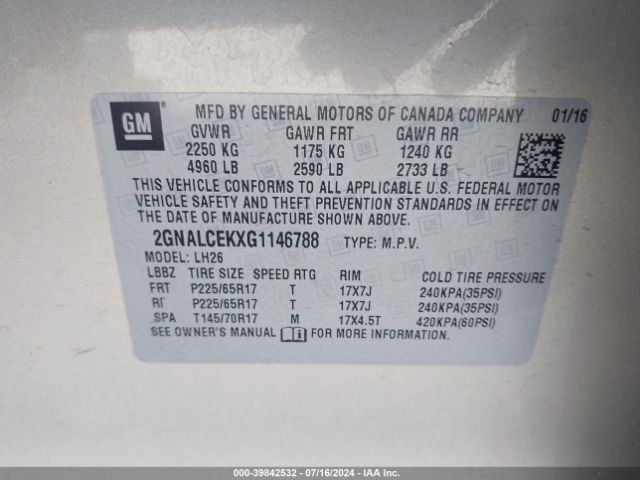 GM
MFD BY GENERAL MOTORS OF CANADA COMPANY 01/16
GVWR GAWR FRT GAWR RR
2250 KG 1175 KG 1240 KG
4960 LB 2590 LB 2733 LB
THIS VEHICLE CONFORMS TO ALL APPLICABLE U.S. FEDERAL MOTOR
VEHICLE SAFETY AND THEFT PREVENTION STANDARDS IN EFFECT ON
THE DATE OF MANUFACTURE SHOWN ABOVE.
2GNALCEKXG1146788 TYPE: M.P.V.
MODEL: LH26
LBBZ TIRE SIZE SPEED RTG RIM COLD TIRE PRESSURE
FRT P225/65R17 T 17X7J 240KPA(35PSI)
RT P225/65R17 T 17X7J 240KPA(35PSI)
SPA T145/70R17 M 17X4.5T 420KPA(60PSI)
SEE OWNER'S MANUAL FOR MORE INFORMATION.
000-39842532 - 07/16/2024 - IAA Inc.